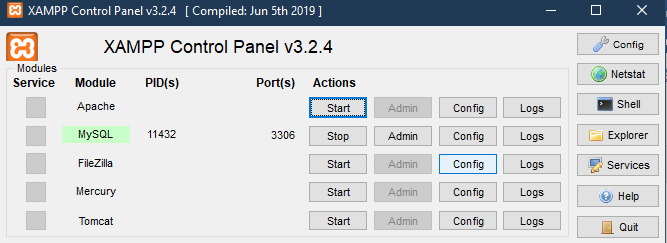 XAMPP Control Panel v3.2.4 [ Compiled: Jun 5th 2019 ]
XAMPP Control Panel v3.2.4
Config
Modules
Service Module PID(s) Port(s) Actions
Netstat
Apache Start Admin Config Logs
Shell
MySQL 11432 3306 Stop Admin Config Logs
Explorer
FileZilla Start Admin Config Logs
Services
Mercury Start Admin Config Logs
Help
Tomcat Start Admin Config Logs
Quit